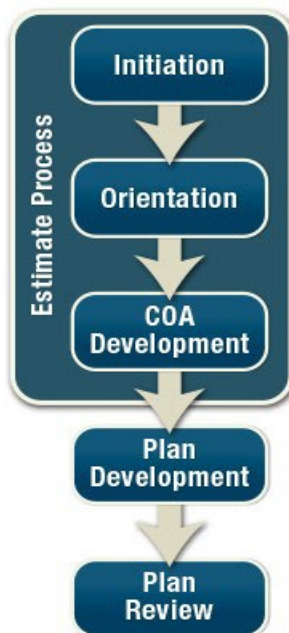 Estimate Process
Initiation
Orientation
COA
Development
Plan
Development
Plan
Review